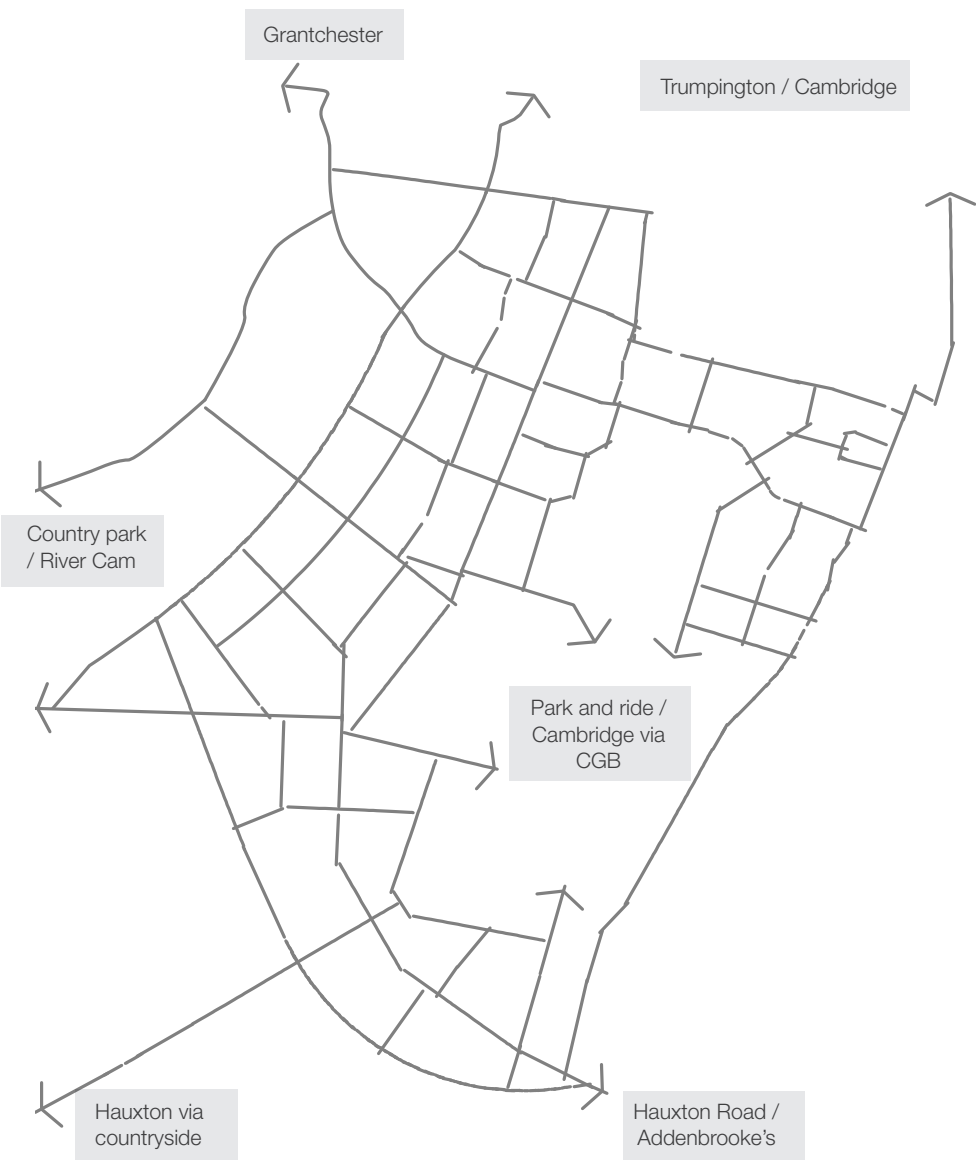 Grantchester
Trumpington / Cambridge
Country park
/ River Cam
Park and ride /
Cambridge via
CGB
Hauxton via
countryside
Hauxton Road /
Addenbrooke's